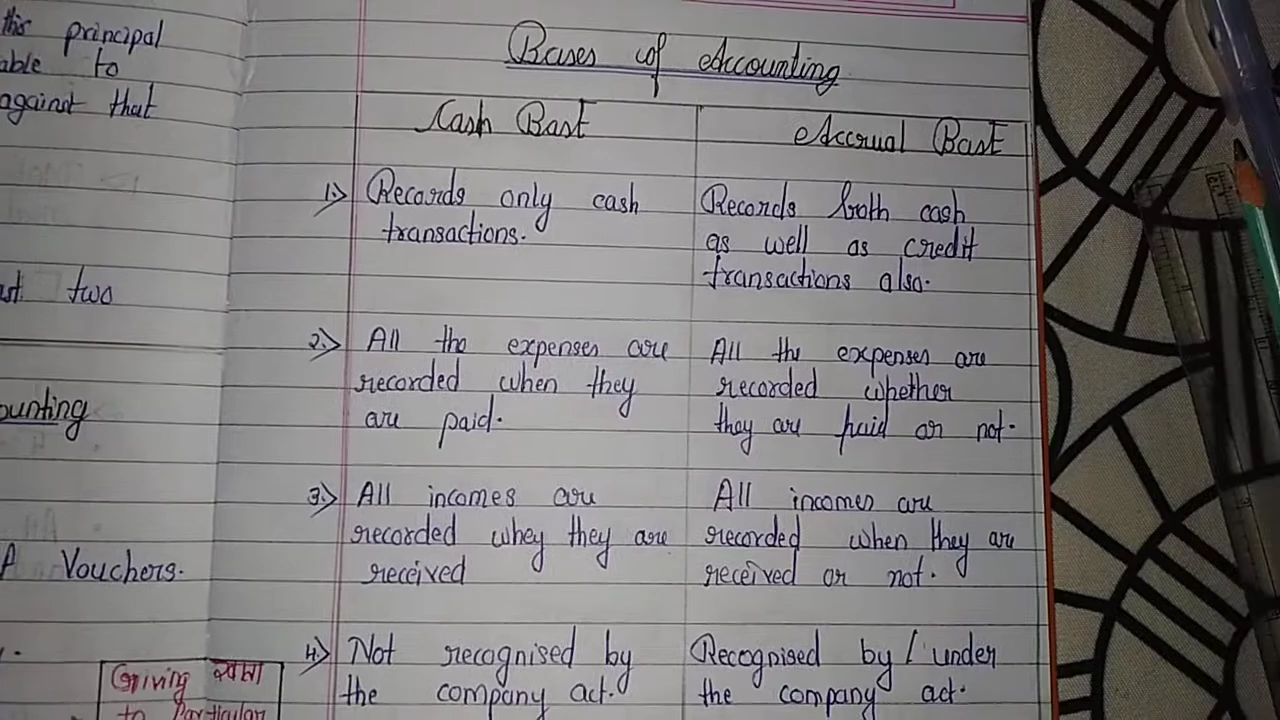 this principal
able to
against that
two
ounting
Vouchers.
Giving
to Particular
Bases of Accounting
Cash Bast
Accrual Bast
1) Records only cash
transactions.
Records both cash
as well as credit
transactions also.
2) All the expenses are
recorded when they
are paid.
All the expenses are
recorded whether
they are paid or not.
3) All incomes are
recorded whey they are
received
All incomes are
recorded when they are
received or not.
4) Not recognised by
the company act.
Recognised by / under
the company act.